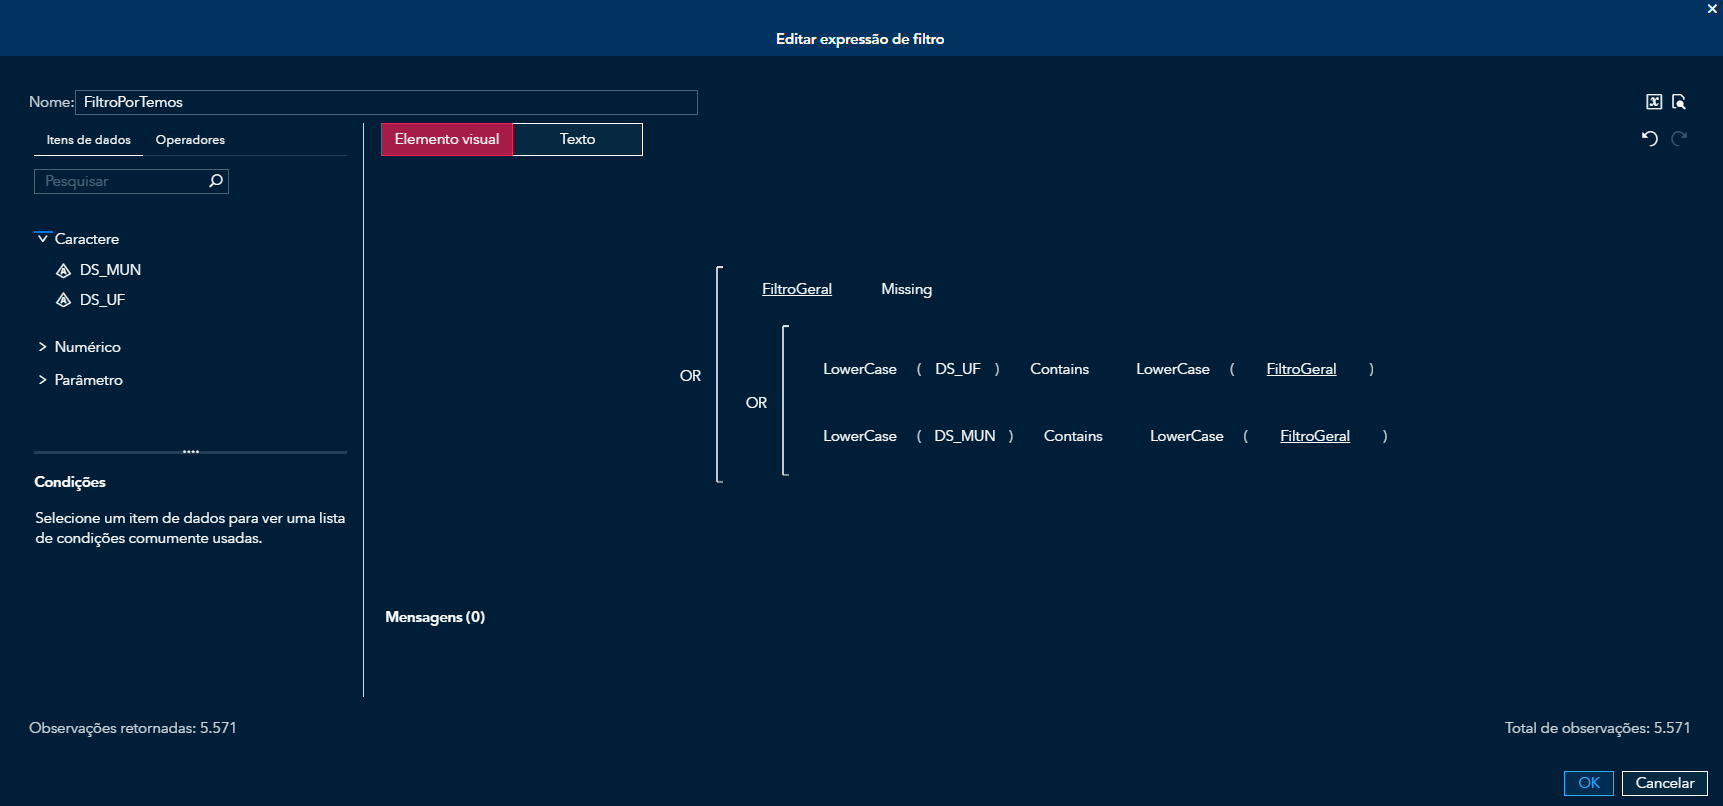 Editar expressão de filtro
Nome: FiltroPorTemos
Itens de dados Operadores
Elemento visual Texto
Pesquisar
Caractere
DS_MUN
DS_UF
Numérico
Parâmetro
FiltroGeral Missing
OR
OR
LowerCase ( DS_UF ) Contains LowerCase ( FiltroGeral )
LowerCase ( DS_MUN ) Contains LowerCase ( FiltroGeral )
Condições
Selecione um item de dados para ver uma lista
de condições comumente usadas.
Mensagens (0)
Observações retornadas: 5.571
Total de observações: 5.571
OK Cancelar